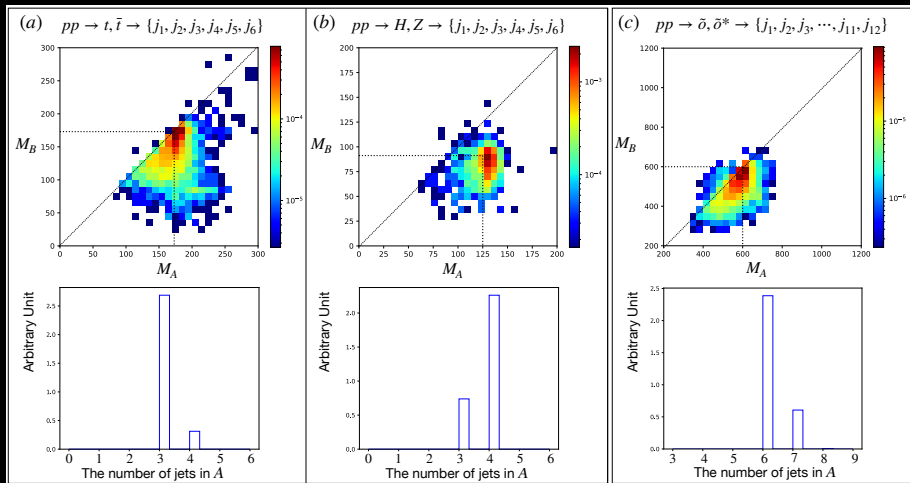 (a) pp → t, t̄ → {j₁, j₂, j₃, j₄, j₅, j₆}
300
250
200
150
100
50
0
M_B
0 50 100 150 200 250 300
M_A
10⁻⁴
10⁻⁵
Arbitrary Unit
2.5
2.0
1.5
1.0
0.5
0.0
0 1 2 3 4 5 6
The number of jets in A
(b) pp → H, Z → {j₁, j₂, j₃, j₄, j₅, j₆}
200
175
150
125
100
75
50
25
0
M_B
0 25 50 75 100 125 150 175 200
M_A
10⁻³
10⁻⁴
Arbitrary Unit
2.0
1.5
1.0
0.5
0.0
0 1 2 3 4 5 6
The number of jets in A
(c) pp → õ, õ* → {j₁, j₂, j₃, ⋯, j₁₁, j₁₂}
1200
1000
800
600
400
200
M_B
200 400 600 800 1000 1200
M_A
10⁻⁵
10⁻⁶
Arbitrary Unit
2.5
2.0
1.5
1.0
0.5
0.0
3 4 5 6 7 8 9
The number of jets in A